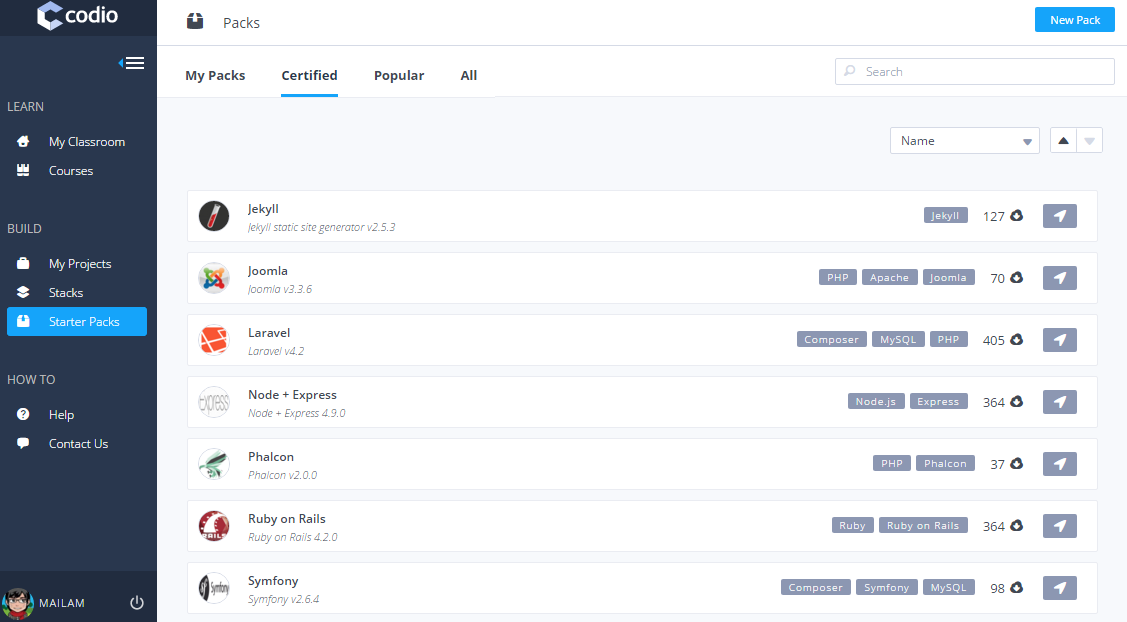 codio
Packs
New Pack
My Packs Certified Popular All
Search
LEARN
My Classroom
Courses
BUILD
My Projects
Stacks
Starter Packs
HOW TO
Help
Contact Us
MAILAM
Name
Jekyll
Jekyll static site generator v2.5.3
Jekyll 127
Joomla
Joomla v3.3.6
PHP Apache Joomla 70
Laravel
Laravel v4.2
Composer MySQL PHP 405
express
Node + Express
Node + Express 4.9.0
Node.js Express 364
Phalcon
Phalcon v2.0.0
PHP Phalcon 37
RAILS
Ruby on Rails
Ruby on Rails 4.2.0
Ruby Ruby on Rails 364
Symfony
Symfony
Symfony v2.6.4
Composer Symfony MySQL 98